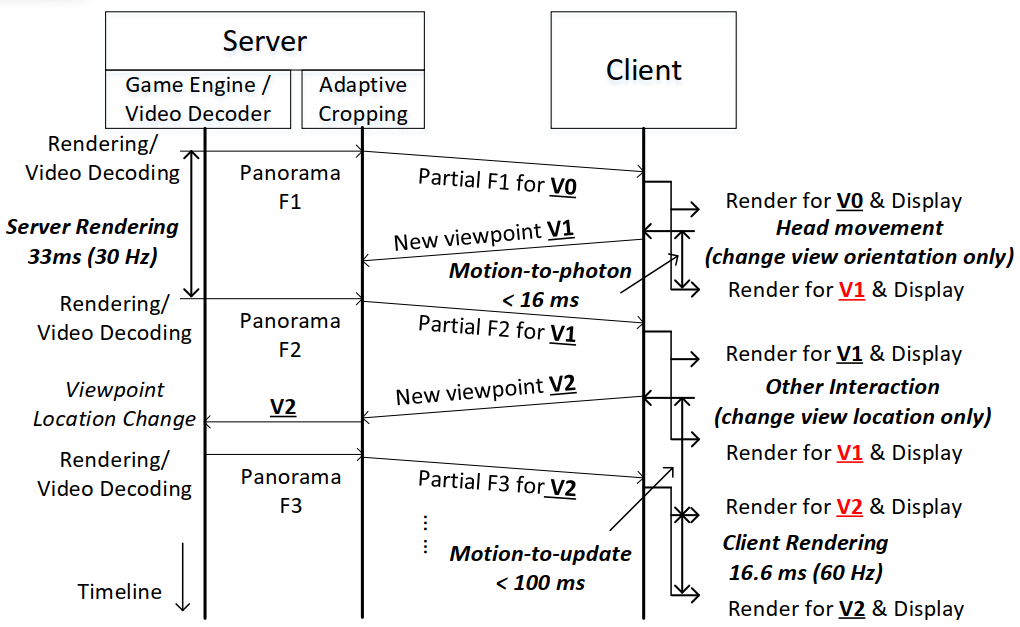 Server
Client
Game Engine /
Video Decoder
Adaptive
Cropping
Rendering/
Video Decoding
Panorama
F1
Partial F1 for V0
Render for V0 & Display
Server Rendering
33ms (30 Hz)
New viewpoint V1
Head movement
(change view orientation only)
Motion-to-photon
< 16 ms
Render for V1 & Display
Rendering/
Video Decoding
Panorama
F2
Partial F2 for V1
Render for V1 & Display
Viewpoint
Location Change
V2
New viewpoint V2
Other Interaction
(change view location only)
Render for V1 & Display
Rendering/
Video Decoding
Panorama
F3
Partial F3 for V2
Render for V2 & Display
Motion-to-update
< 100 ms
Client Rendering
16.6 ms (60 Hz)
Timeline
Render for V2 & Display